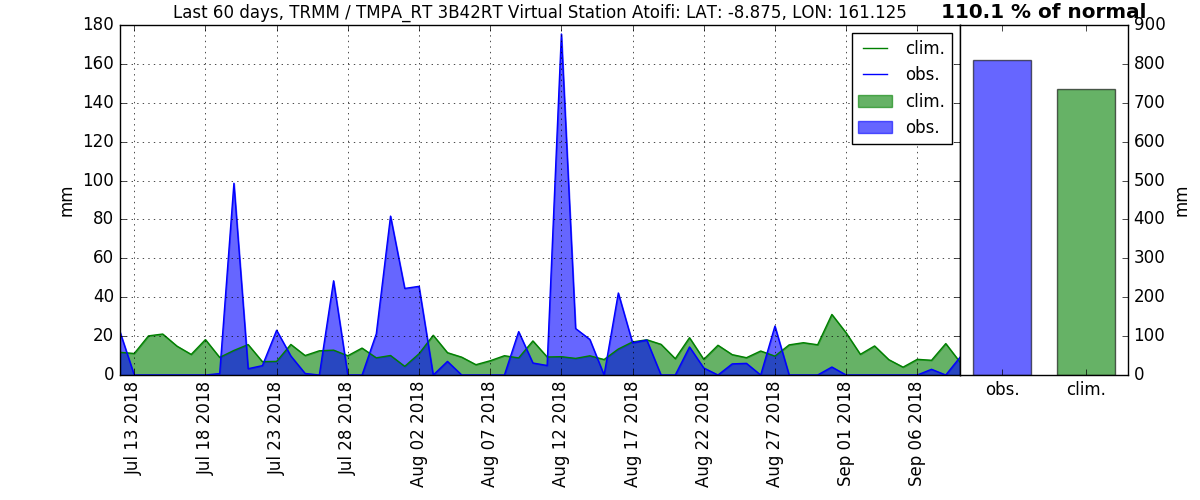 Last 60 days, TRMM / TMPA_RT 3B42RT Virtual Station Atoifi: LAT: -8.875, LON: 161.125
110.1 % of normal
180
160
140
120
100
80
60
40
20
0
mm
clim.
obs.
clim.
obs.
900
800
700
600
500
400
300
200
100
0
mm
Jul 13 2018
Jul 18 2018
Jul 23 2018
Jul 28 2018
Aug 02 2018
Aug 07 2018
Aug 12 2018
Aug 17 2018
Aug 22 2018
Aug 27 2018
Sep 01 2018
Sep 06 2018
obs.
clim.